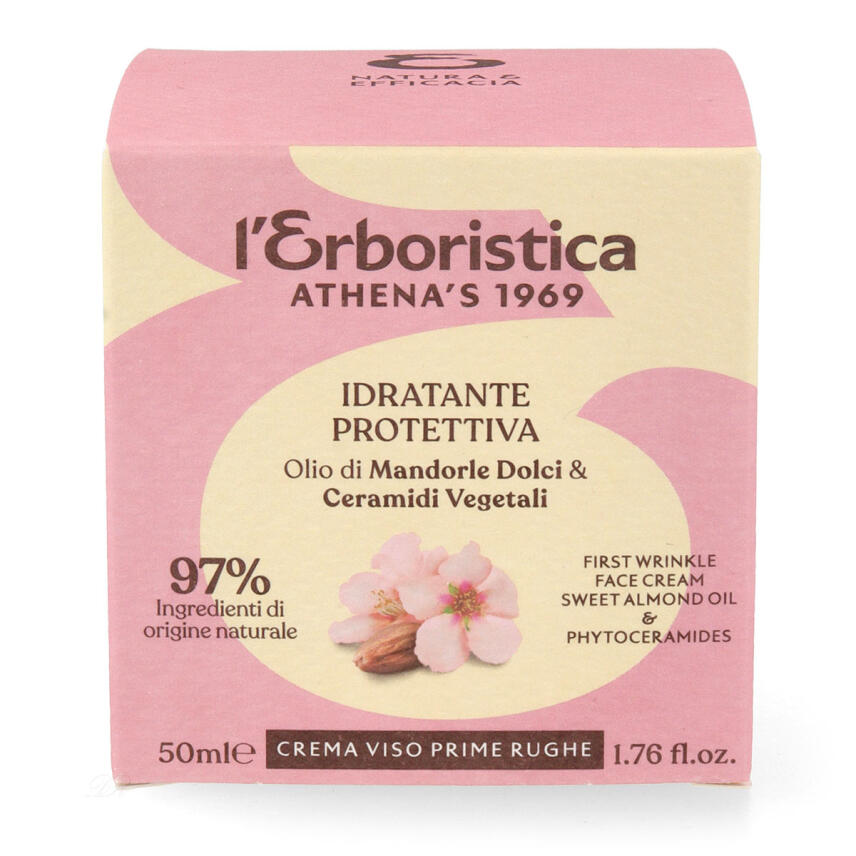 NATURA &
EFFICACIA
l'Erboristica
ATHENA'S 1969
IDRATANTE
PROTETTIVA
Olio di Mandorle Dolci &
Ceramidi Vegetali
97%
Ingredienti di
origine naturale
FIRST WRINKLE
FACE CREAM
SWEET ALMOND OIL
&
PHYTOCERAMIDES
50ml℮ CREMA VISO PRIME RUGHE 1.76 fl.oz.